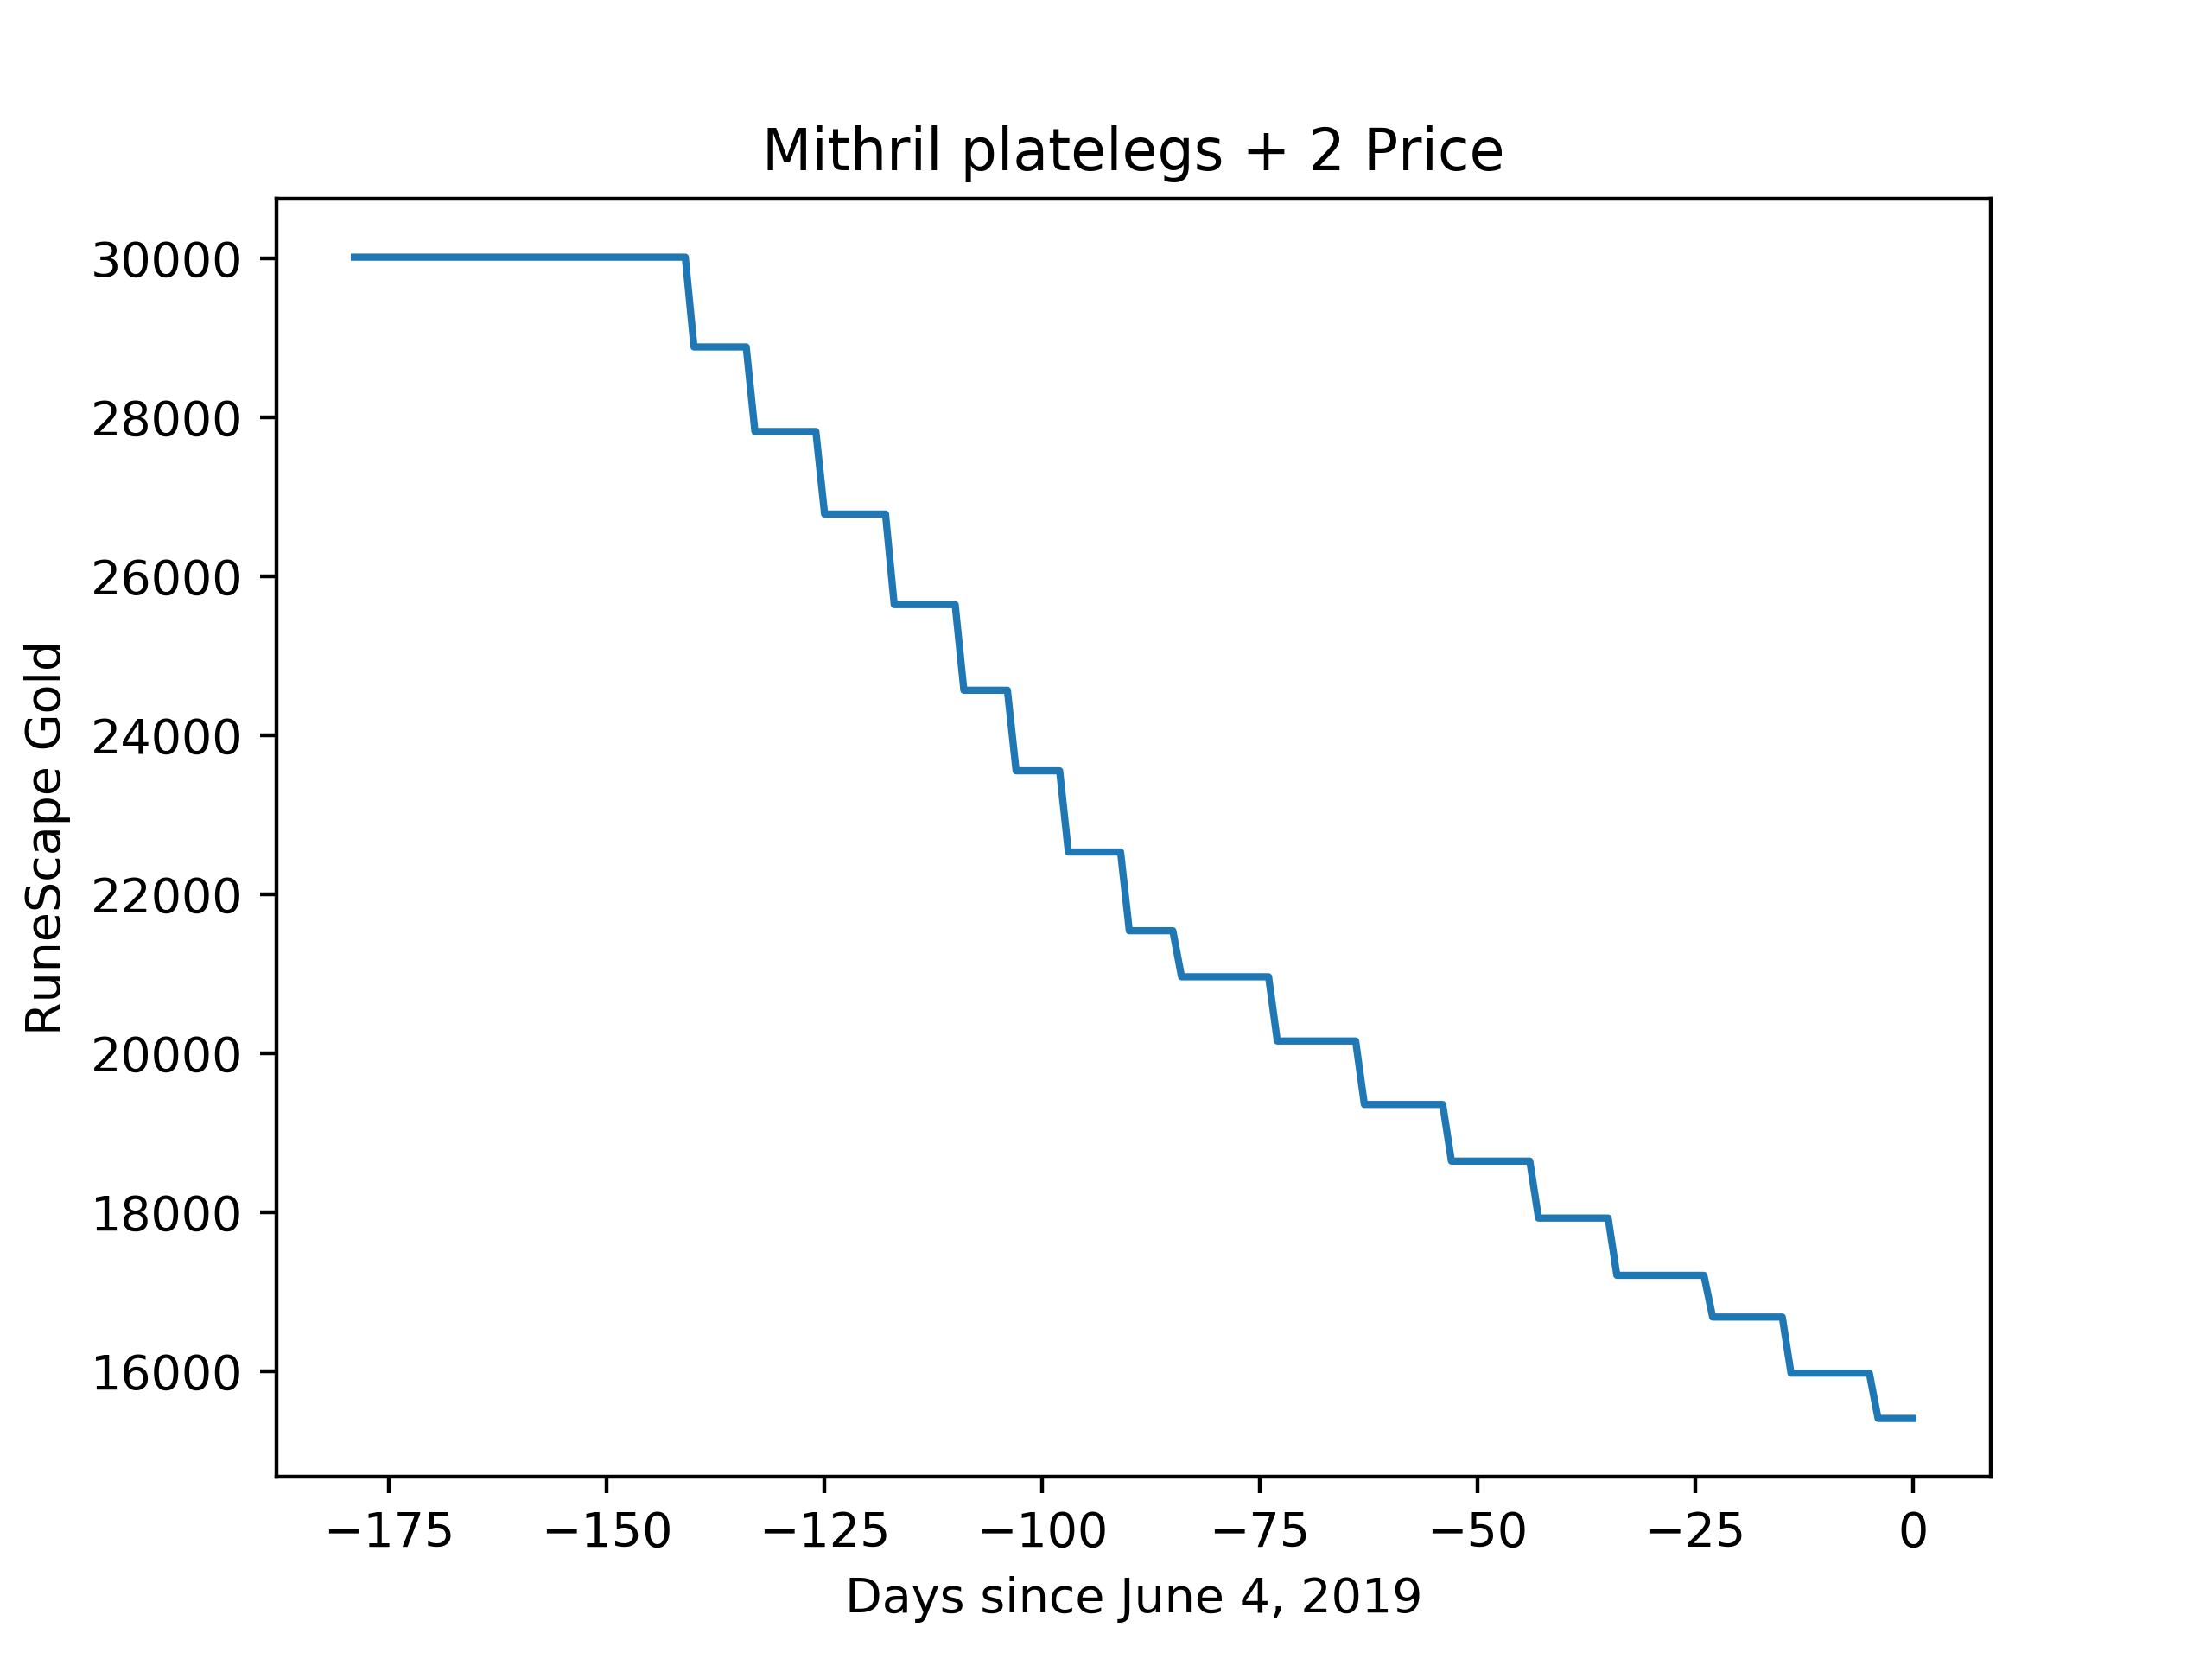 Mithril platelegs + 2 Price
RuneScape Gold
30000
28000
26000
24000
22000
20000
18000
16000
−175 −150 −125 −100 −75 −50 −25 0
Days since June 4, 2019